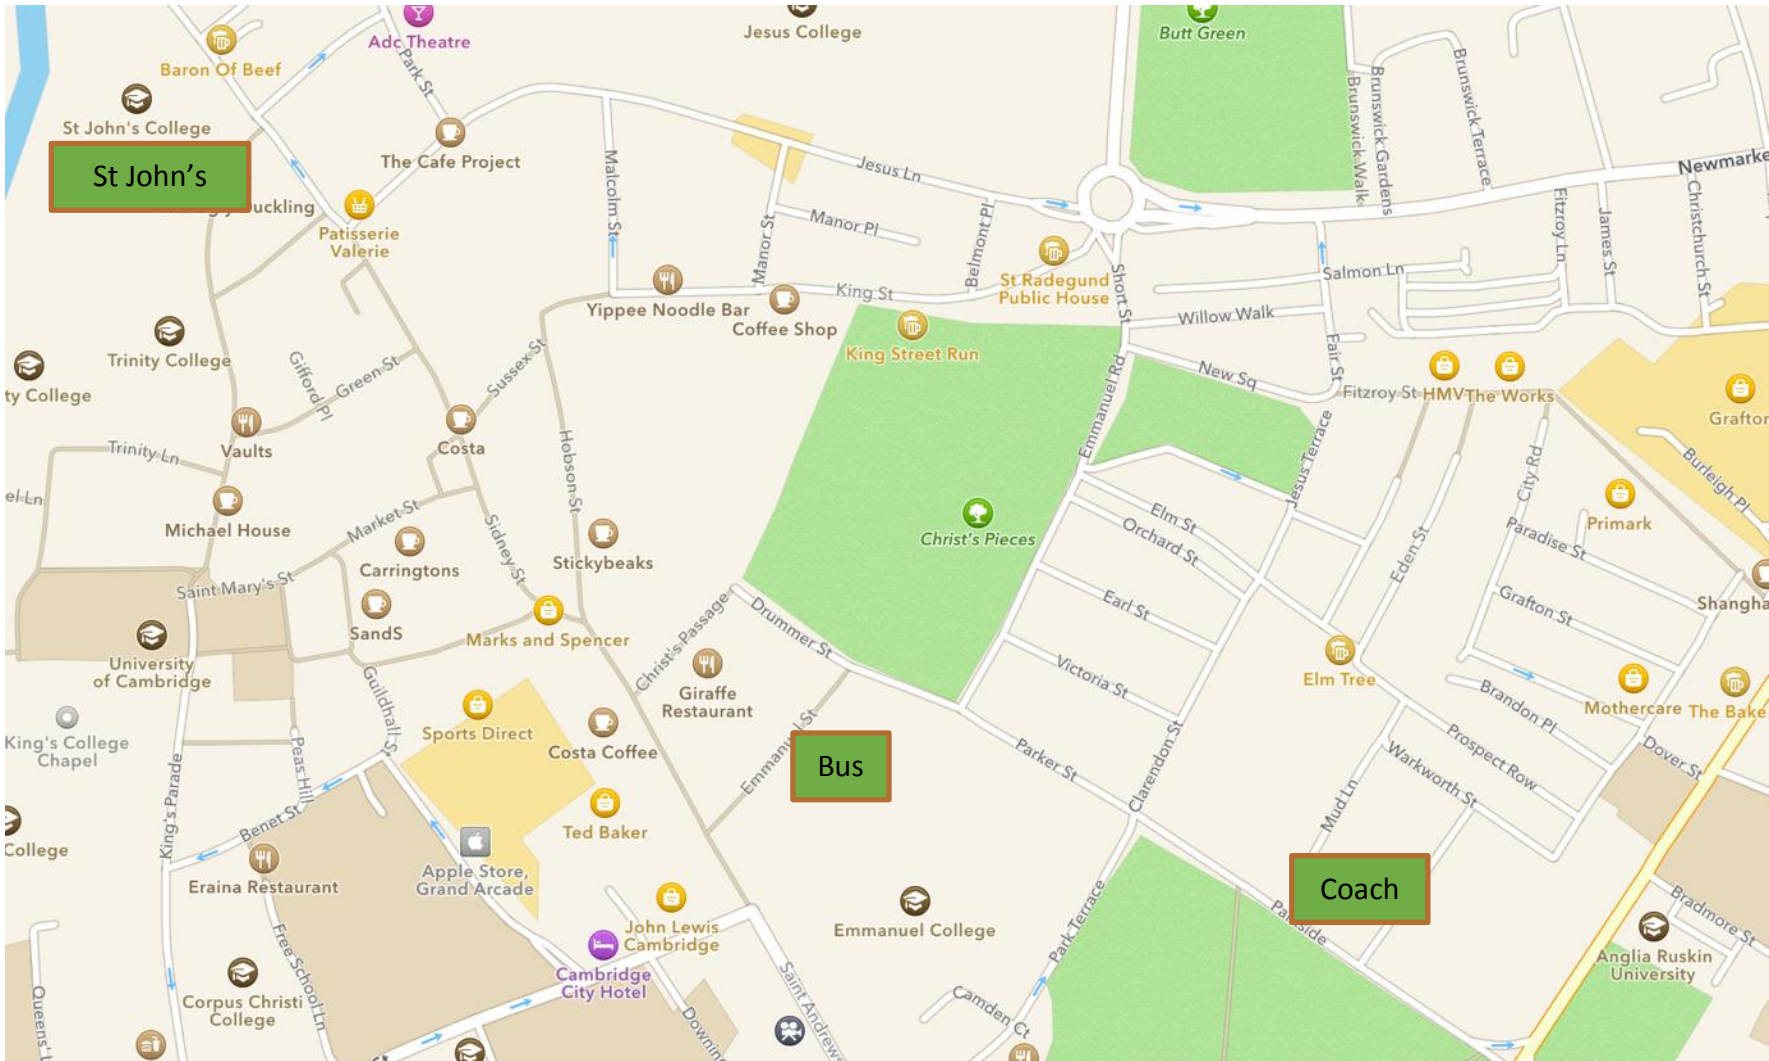 Adc Theatre
Jesus College
Butt Green
Baron Of Beef
Park St
St John's College
St John's
The Cafe Project
Malcolm St
Jesus Ln
Brunswick Walk
Brunswick Gardens
Brunswick Terrace
Newmarke
uckling
Patisserie
Valerie
Manor St
Manor Pl
Belmont Pl
St Radegund
Public House
Short St
Fitzroy Ln
James St
Christchurch St
Salmon Ln
Yippee Noodle Bar
Coffee Shop
King St
King Street Run
Willow Walk
Fair St
Trinity College
ty College
Gifford Pl
Green St
Sussex St
Emmanuel Rd
New Sq
Fitzroy St
HMV
The Works
Grafton
Vaults
Trinity Ln
Costa
Hobson St
Jesus Terrace
City Rd
Burleigh Pl
el Ln
Michael House
Market St
Sidney St
Carringtons
Stickybeaks
Christ's Pieces
Elm St
Orchard St
Eden St
Primark
Paradise St
Saint Mary's St
SandS
Marks and Spencer
Christ's Passage
Drummer St
Earl St
Grafton St
Shangha
University
of Cambridge
Guildhall St
Giraffe
Restaurant
Victoria St
Elm Tree
Brandon Pl
Mothercare
The Bake
King's College
Chapel
Peas Hill
Sports Direct
Costa Coffee
Emmanuel St
Bus
Parker St
Clarendon St
Prospect Row
Warkworth St
Dover St
King's Parade
Benet St
Ted Baker
Mud Ln
College
Eraina Restaurant
Apple Store,
Grand Arcade
Coach
Bradmore St
Free School Ln
John Lewis
Cambridge
Emmanuel College
Park Terrace
Anglia Ruskin
University
Cambridge
City Hotel
Corpus Christi
College
Queens' L
Saint Andrews
Downin
Camden Ct
St